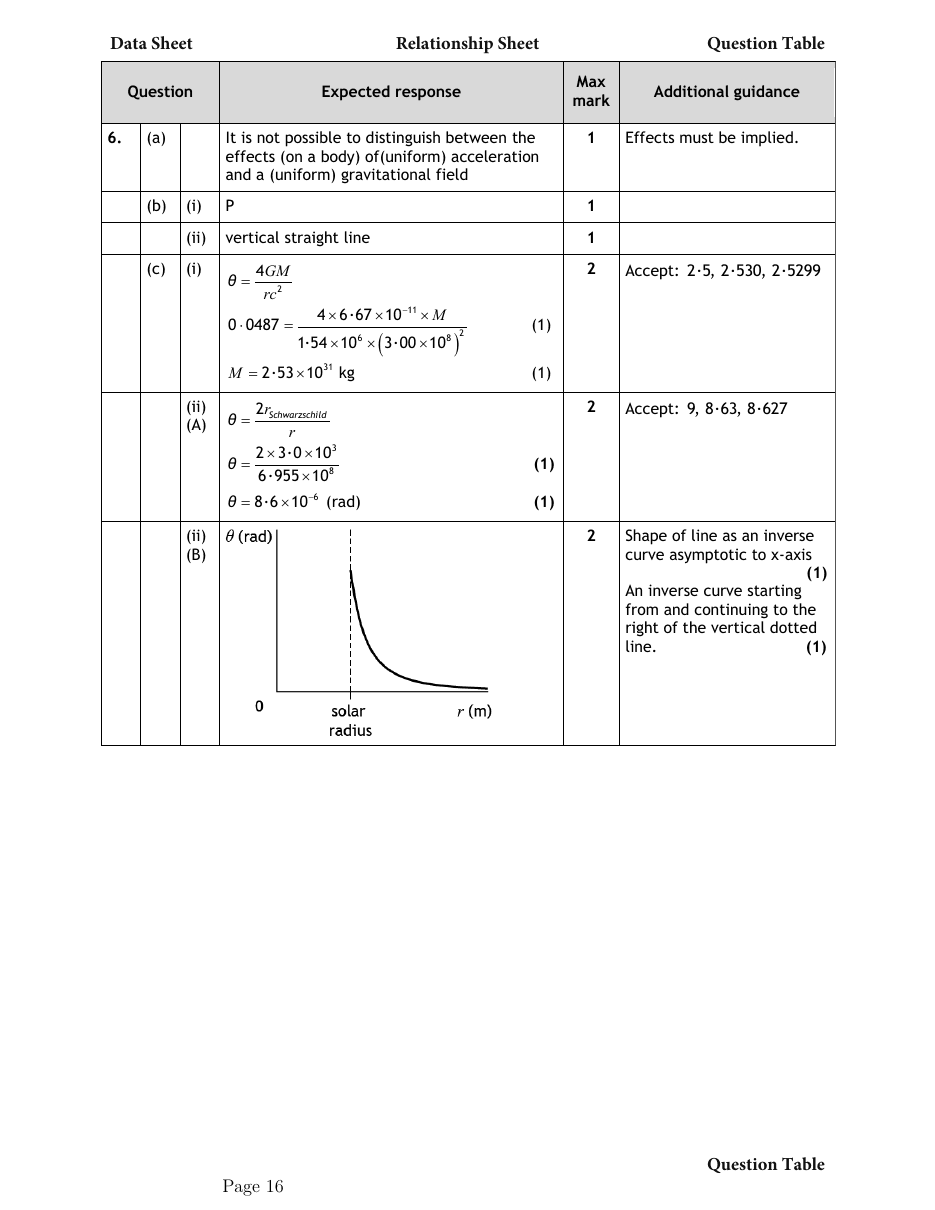 Data Sheet Relationship Sheet Question Table
Question Expected response Max mark Additional guidance
6. (a) It is not possible to distinguish between the 1 Effects must be implied.
effects (on a body) of(uniform) acceleration
and a (uniform) gravitational field
(b) (i) P 1
(ii) vertical straight line 1
(c) (i) θ = 4GM / rc² 2 Accept: 2·5, 2·530, 2·5299
0·0487 = 4 × 6·67 × 10⁻¹¹ × M / 1·54 × 10⁶ × (3·00 × 10⁸)² (1)
M = 2·53 × 10³¹ kg (1)
(ii) (A) θ = 2r_Schwarzschild / r 2 Accept: 9, 8·63, 8·627
θ = 2 × 3·0 × 10³ / 6·955 × 10⁸ (1)
θ = 8·6 × 10⁻⁶ (rad) (1)
(ii) (B) θ (rad) 2 Shape of line as an inverse
curve asymptotic to x-axis
(1)
An inverse curve starting
from and continuing to the
right of the vertical dotted
line. (1)
0 solar r (m)
radius
Question Table
Page 16